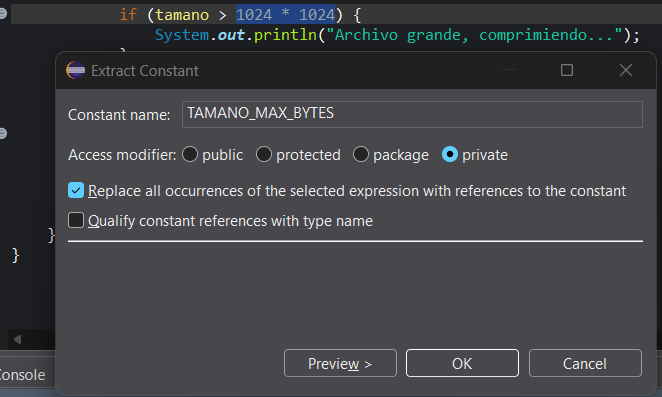 if (tamano > 1024 * 1024) {
System.out.println("Archivo grande, comprimiendo...");
}
Extract Constant
Constant name: TAMANO_MAX_BYTES
Access modifier: public protected package private
Replace all occurrences of the selected expression with references to the constant
Qualify constant references with type name
}
}
Preview > OK Cancel
Console